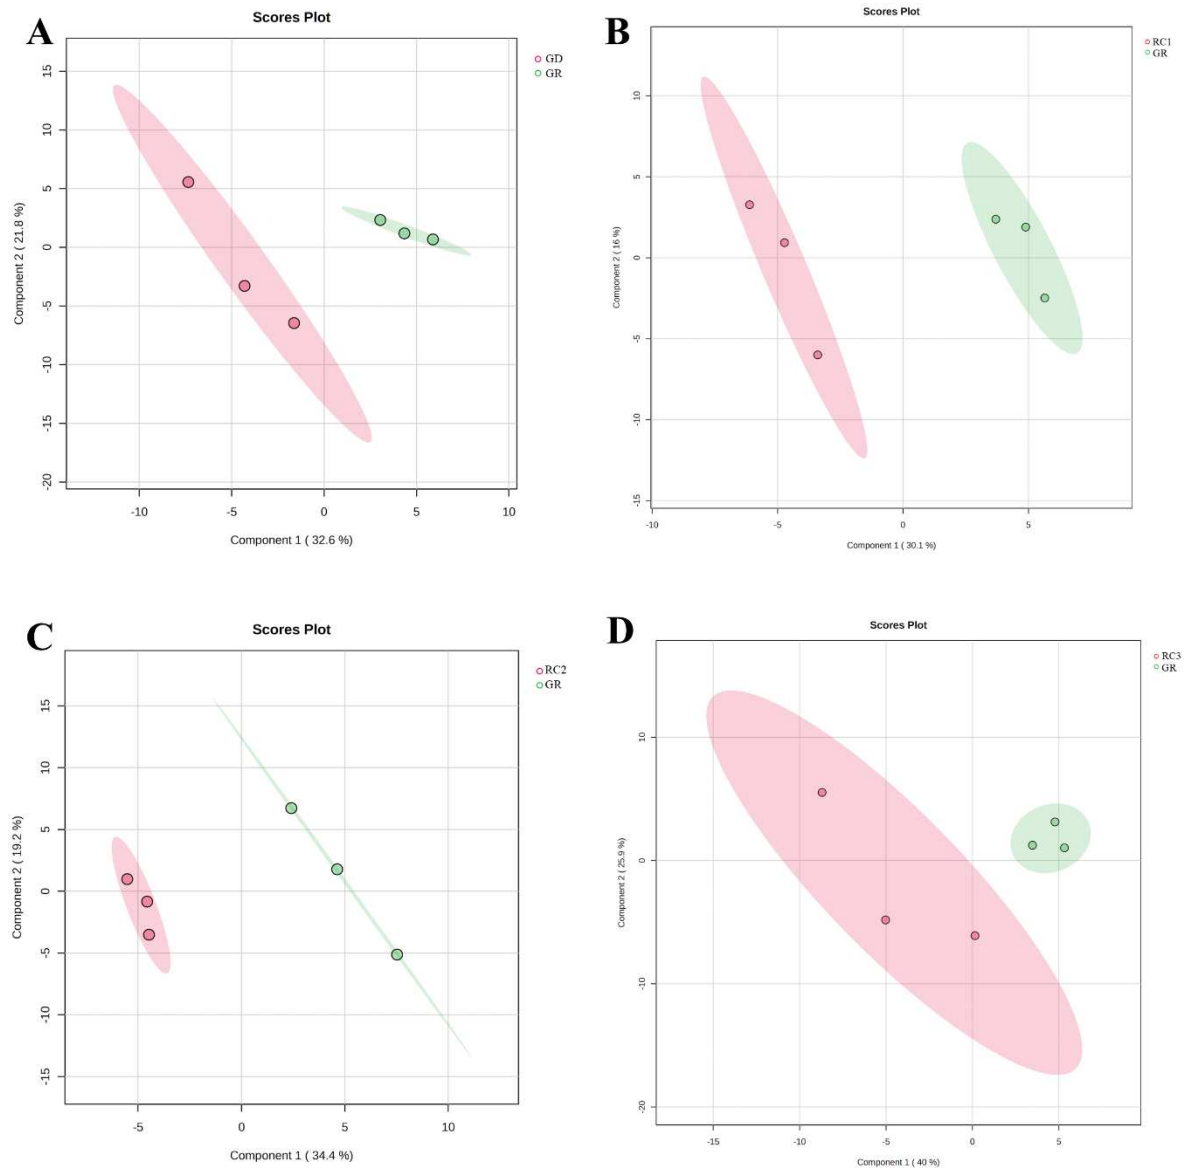 A
Scores Plot
GD
GR
15
10
5
0
-5
-10
-15
-20
Component 2 ( 21.8 %)
-10
-5
0
5
10
Component 1 ( 32.6 %)
B
Scores Plot
RC1
GR
10
5
0
-5
-10
-15
Component 2 ( 16 %)
-10
-5
0
5
Component 1 ( 30.1 %)
C
Scores Plot
RC2
GR
15
10
5
0
-5
-10
-15
Component 2 ( 19.2 %)
-5
0
5
10
Component 1 ( 34.4 %)
D
Scores Plot
RC3
GR
10
0
-10
-20
Component 2 ( 25.9 %)
-15
-10
-5
0
5
Component 1 ( 40 %)